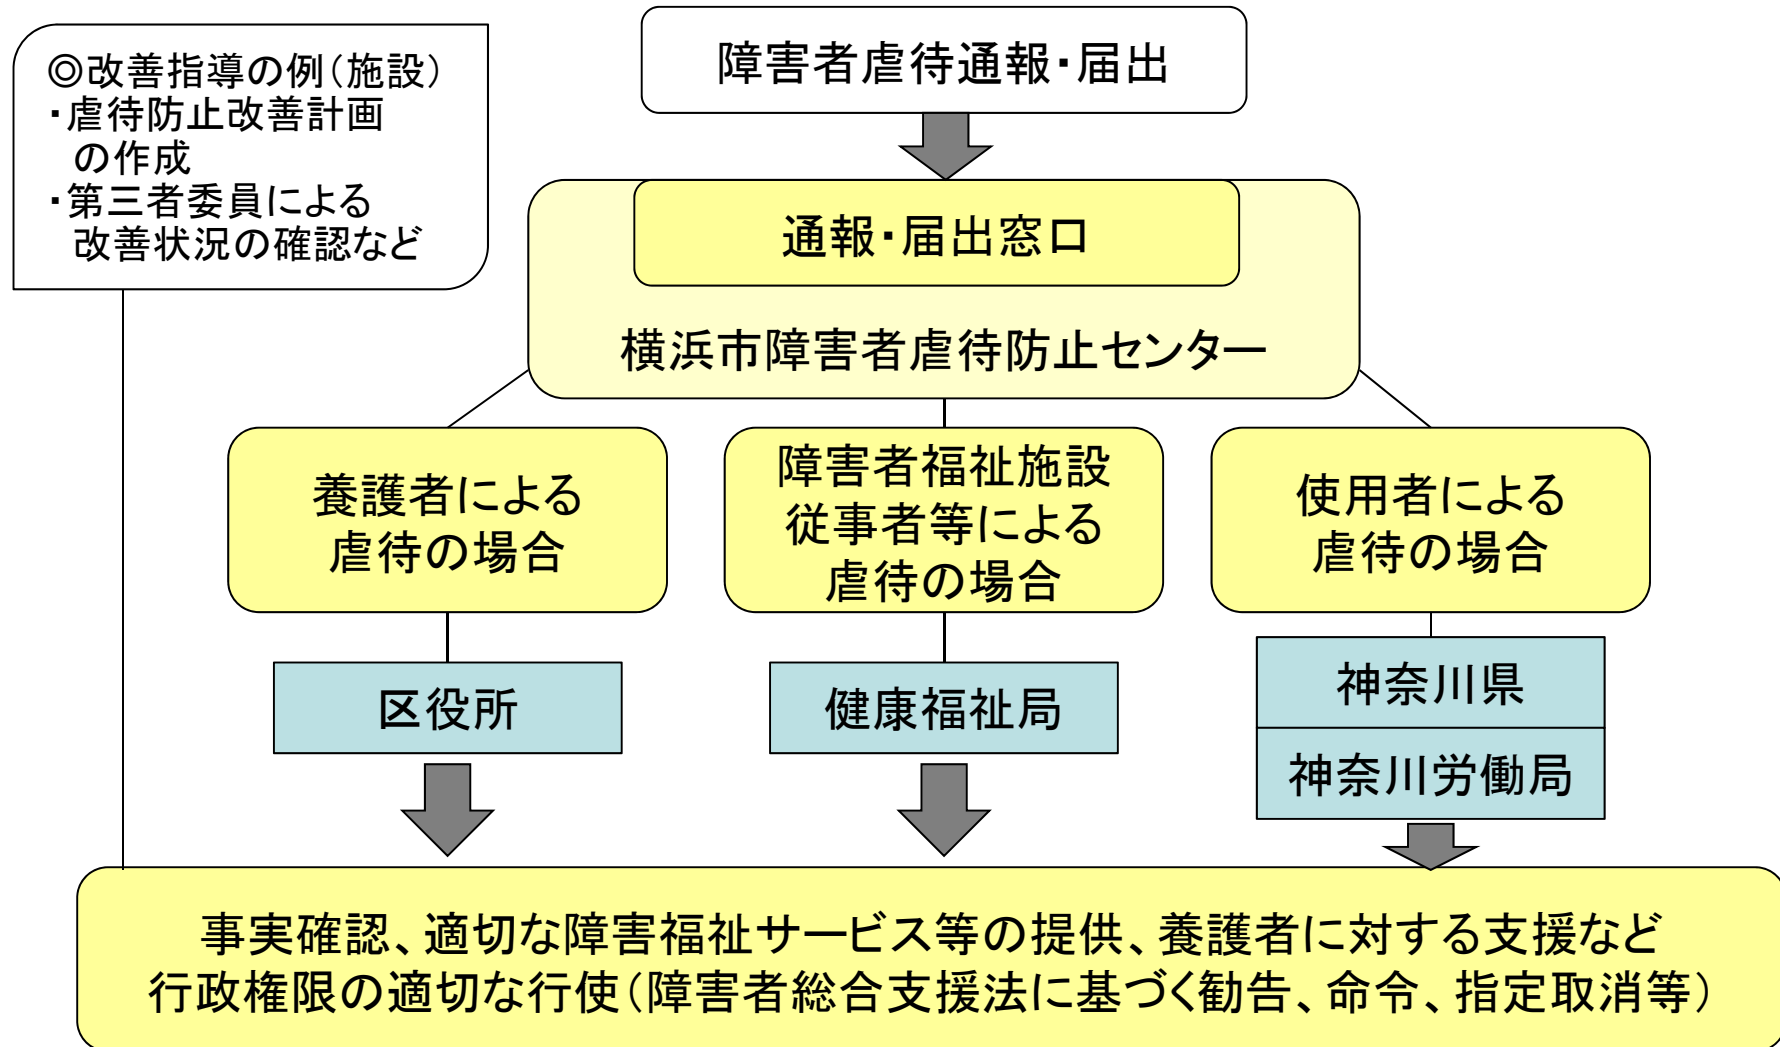 ◎改善指導の例（施設）
・虐待防止改善計画
の作成
・第三者委員による
改善状況の確認など
障害者虐待通報・届出
通報・届出窓口
横浜市障害者虐待防止センター
養護者による
虐待の場合
障害者福祉施設
従事者等による
虐待の場合
使用者による
虐待の場合
区役所
健康福祉局
神奈川県
神奈川労働局
事実確認、適切な障害福祉サービス等の提供、養護者に対する支援など
行政権限の適切な行使（障害者総合支援法に基づく勧告、命令、指定取消等）